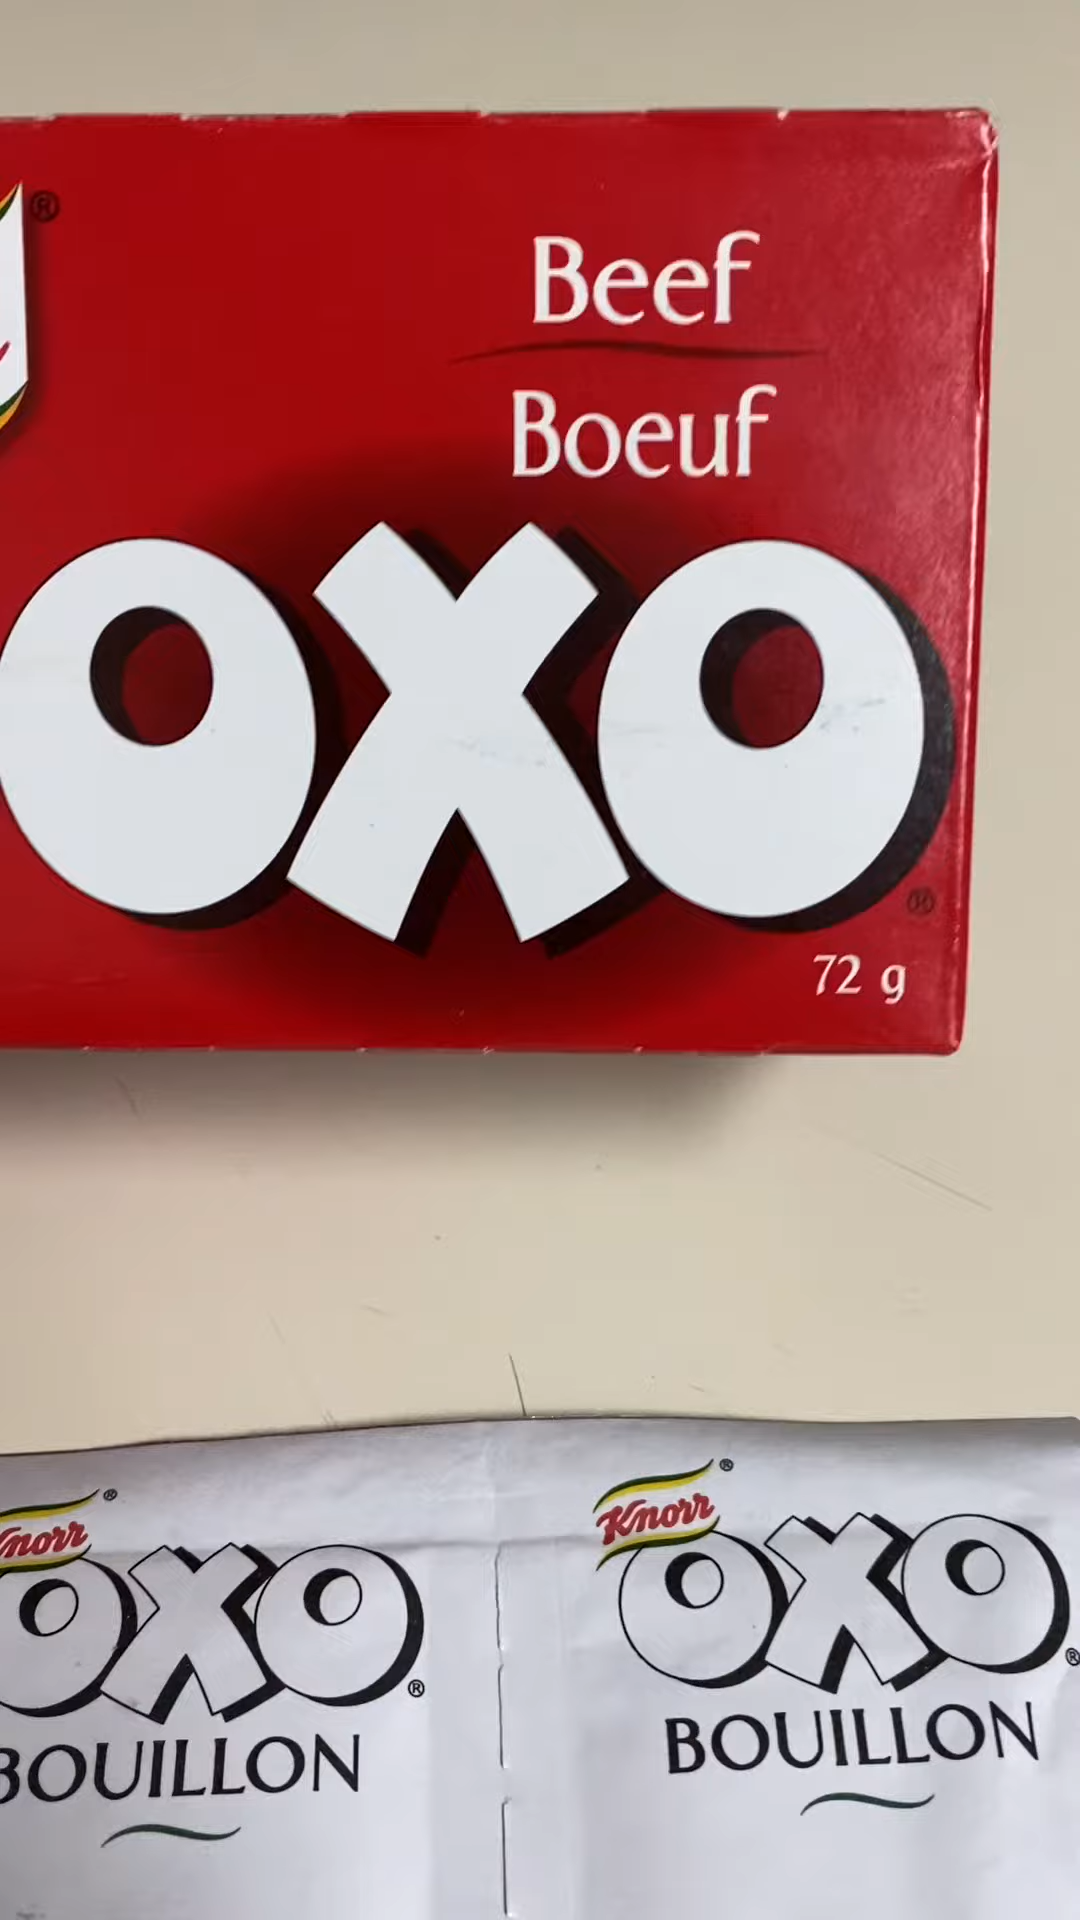 ®
Beef
Boeuf
OXO
®
72 g
Knorr ®
OXO ®
BOUILLON
Knorr ®
OXO ®
BOUILLON